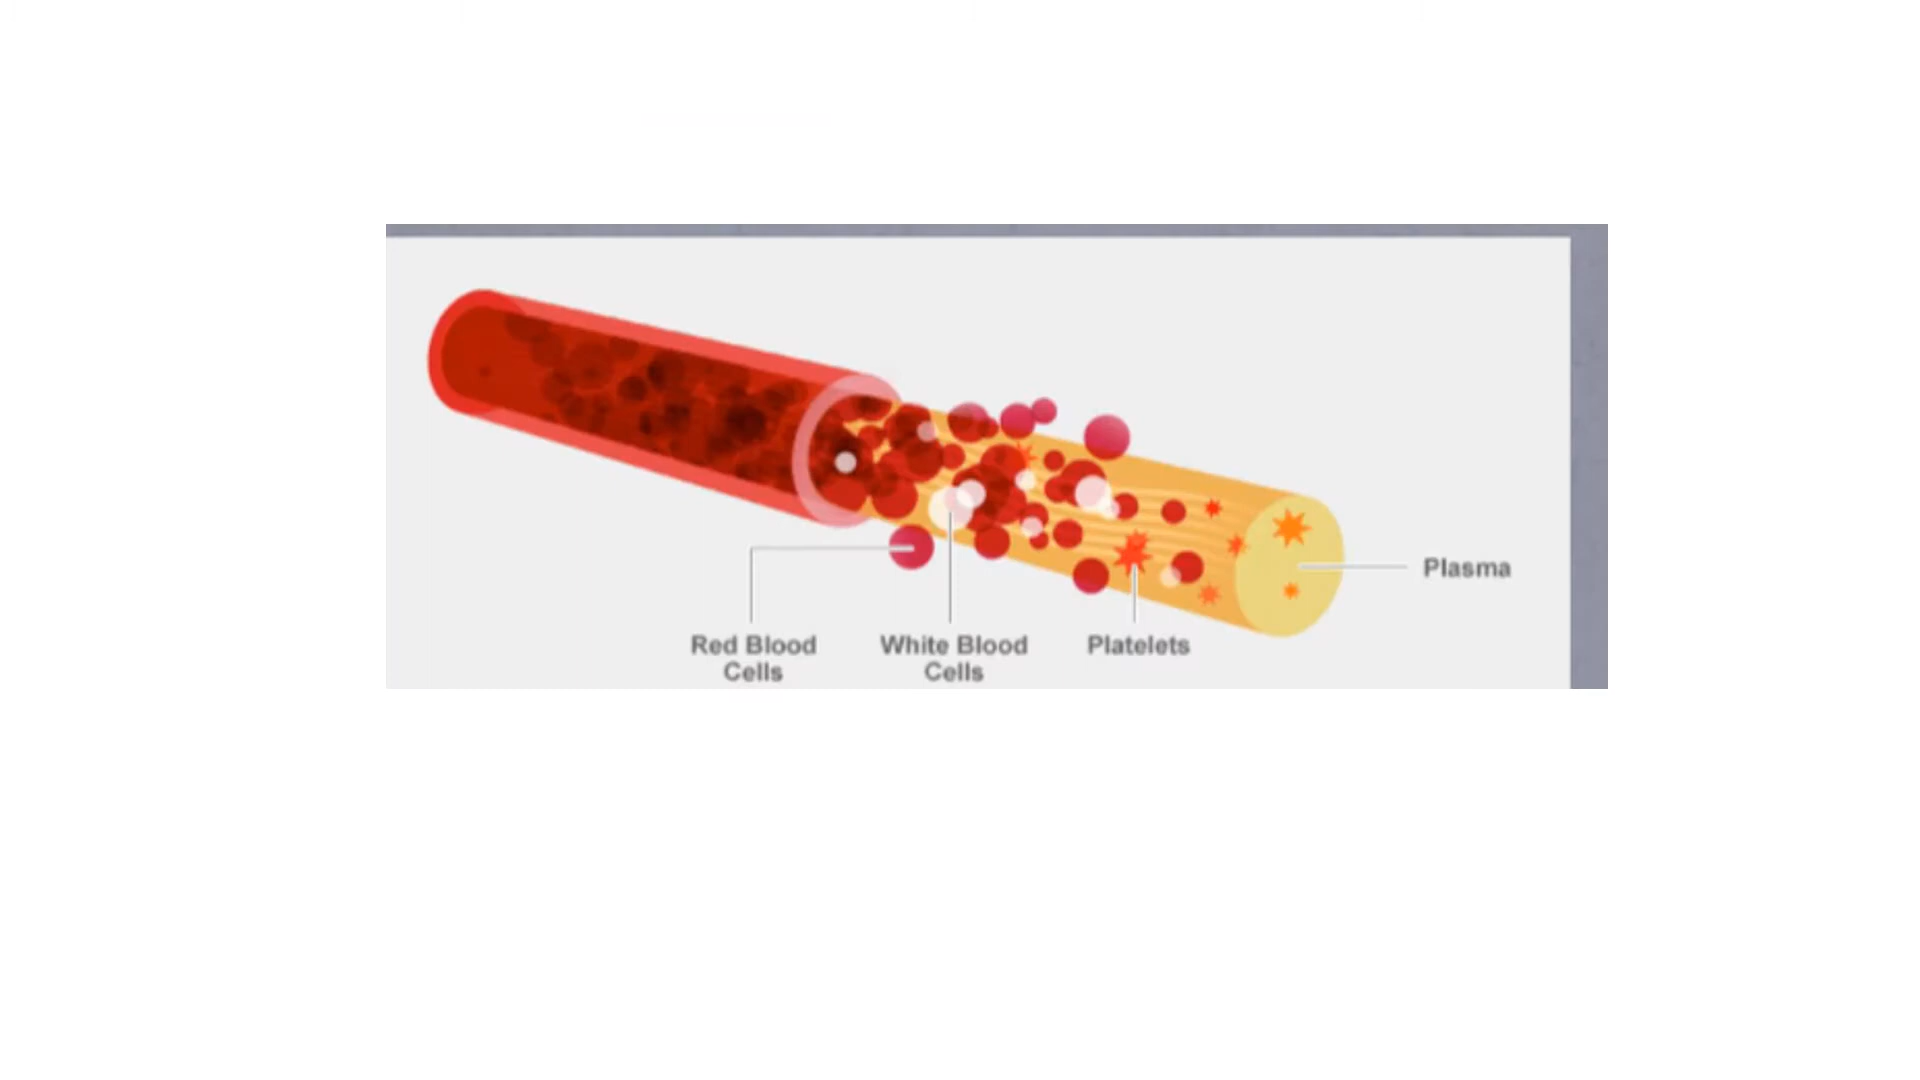 Plasma
Red Blood
Cells
White Blood
Cells
Platelets